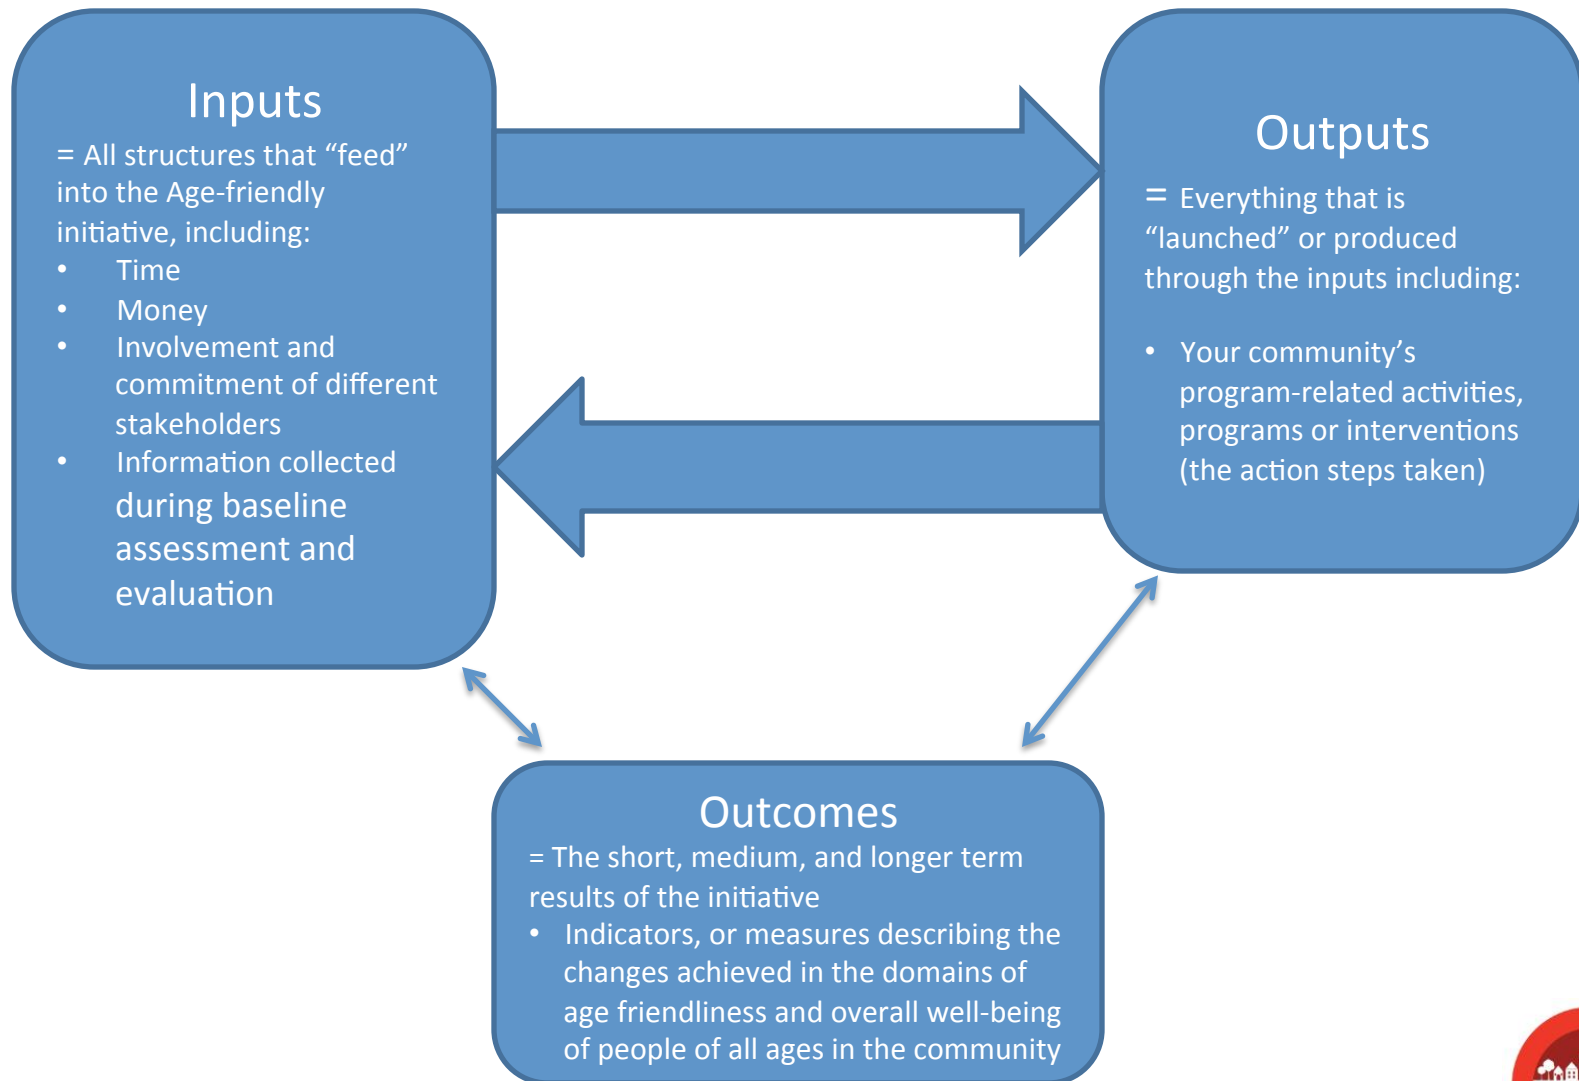 Inputs
= All structures that “feed”
into the Age-friendly
initiative, including:
• Time
• Money
• Involvement and
commitment of different
stakeholders
• Information collected
during baseline
assessment and
evaluation
Outputs
= Everything that is
“launched” or produced
through the inputs including:
• Your community’s
program-related activities,
programs or interventions
(the action steps taken)
Outcomes
= The short, medium, and longer term
results of the initiative
• Indicators, or measures describing the
changes achieved in the domains of
age friendliness and overall well-being
of people of all ages in the community